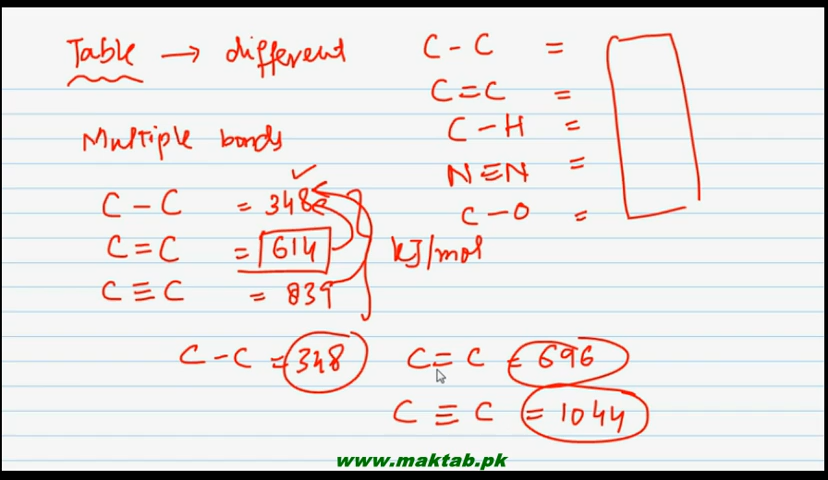 Table → different
C - C =
C = C =
C - H =
N ≡ N =
C - O =
Multiple bonds
C - C = 348
C = C = 614
C ≡ C = 839
kJ/mol
C - C = 348
C = C = 696
C ≡ C = 1044
www.maktab.pk